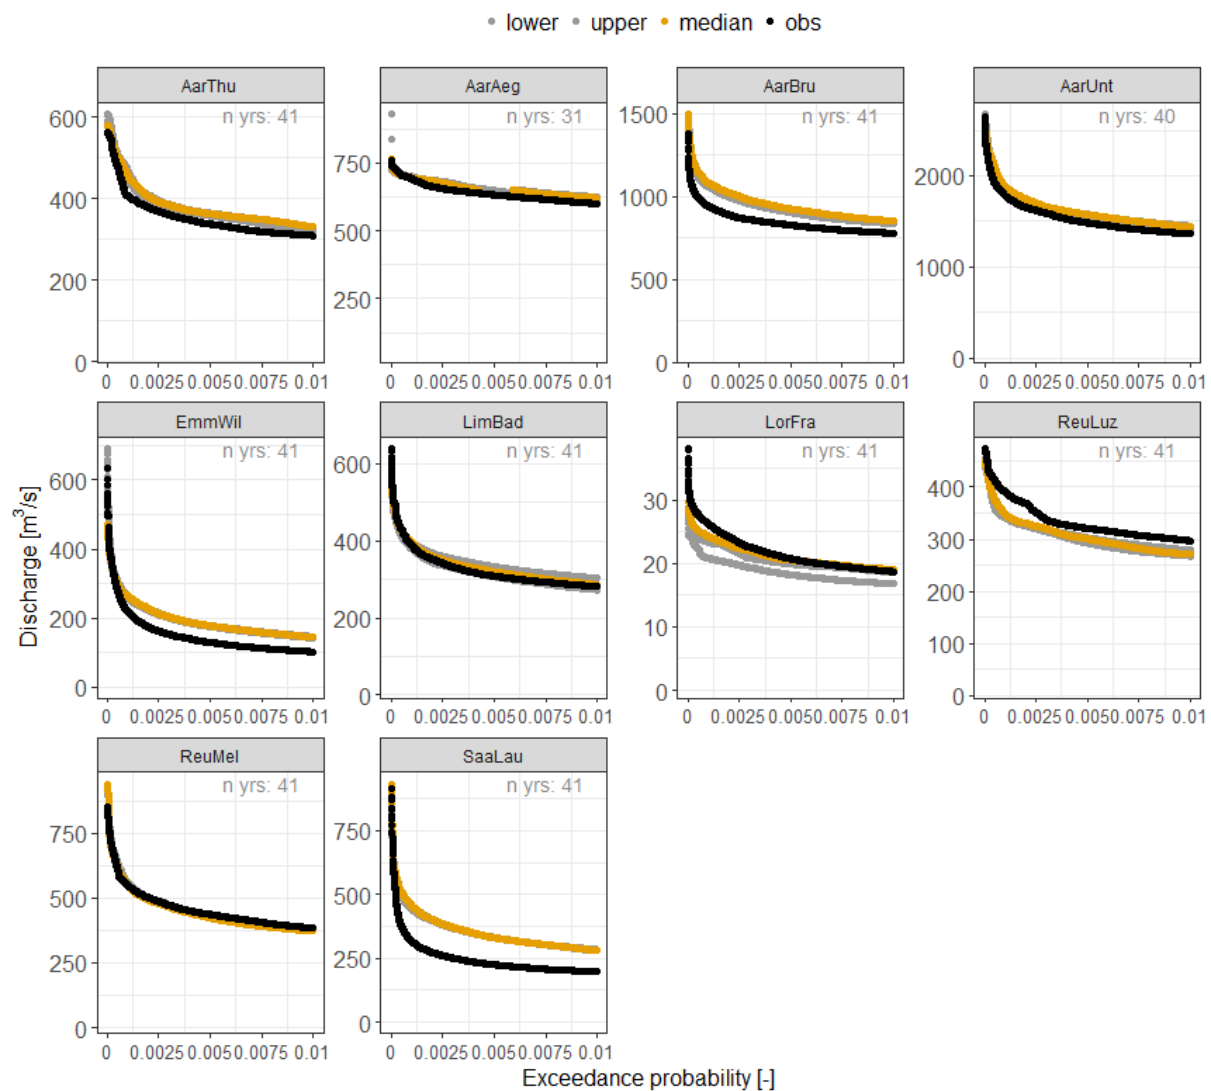 lower upper median obs
AarThu AarAeg AarBru AarUnt
n yrs: 41 n yrs: 31 n yrs: 41 n yrs: 40
600 400 200 0
750 500 250
1500 1000 500 0
2000 1000 0
0 0.0025 0.005 0.0075 0.01 0 0.0025 0.005 0.0075 0.01 0 0.0025 0.005 0.0075 0.01 0 0.0025 0.005 0.0075 0.01
EmmWil LimBad LorFra ReuLuz
n yrs: 41 n yrs: 41 n yrs: 41 n yrs: 41
600 400 200 0
600 400 200 0
30 20 10 0
400 300 200 100 0
0 0.0025 0.005 0.0075 0.01 0 0.0025 0.005 0.0075 0.01 0 0.0025 0.005 0.0075 0.01 0 0.0025 0.005 0.0075 0.01
ReuMel SaaLau
n yrs: 41 n yrs: 41
750 500 250 0
750 500 250 0
0 0.0025 0.005 0.0075 0.01 0 0.0025 0.005 0.0075 0.01
Discharge [m³/s]
Exceedance probability [-]